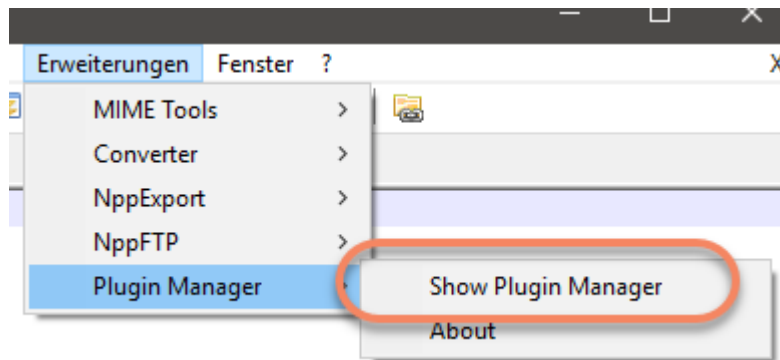 Erweiterungen Fenster ? X
MIME Tools
Converter
NppExport
NppFTP
Plugin Manager Show Plugin Manager
About